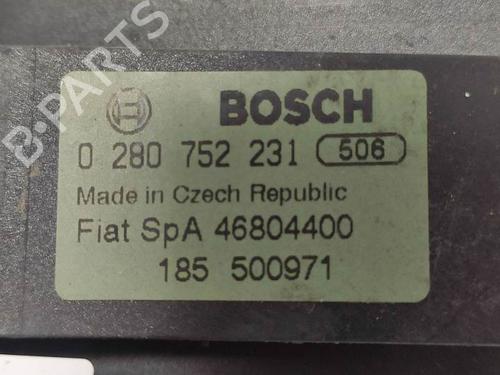 BOSCH
0 280 752 231 506
Made in Czech Republic
Fiat SpA 46804400
185 500971
B-PARTS